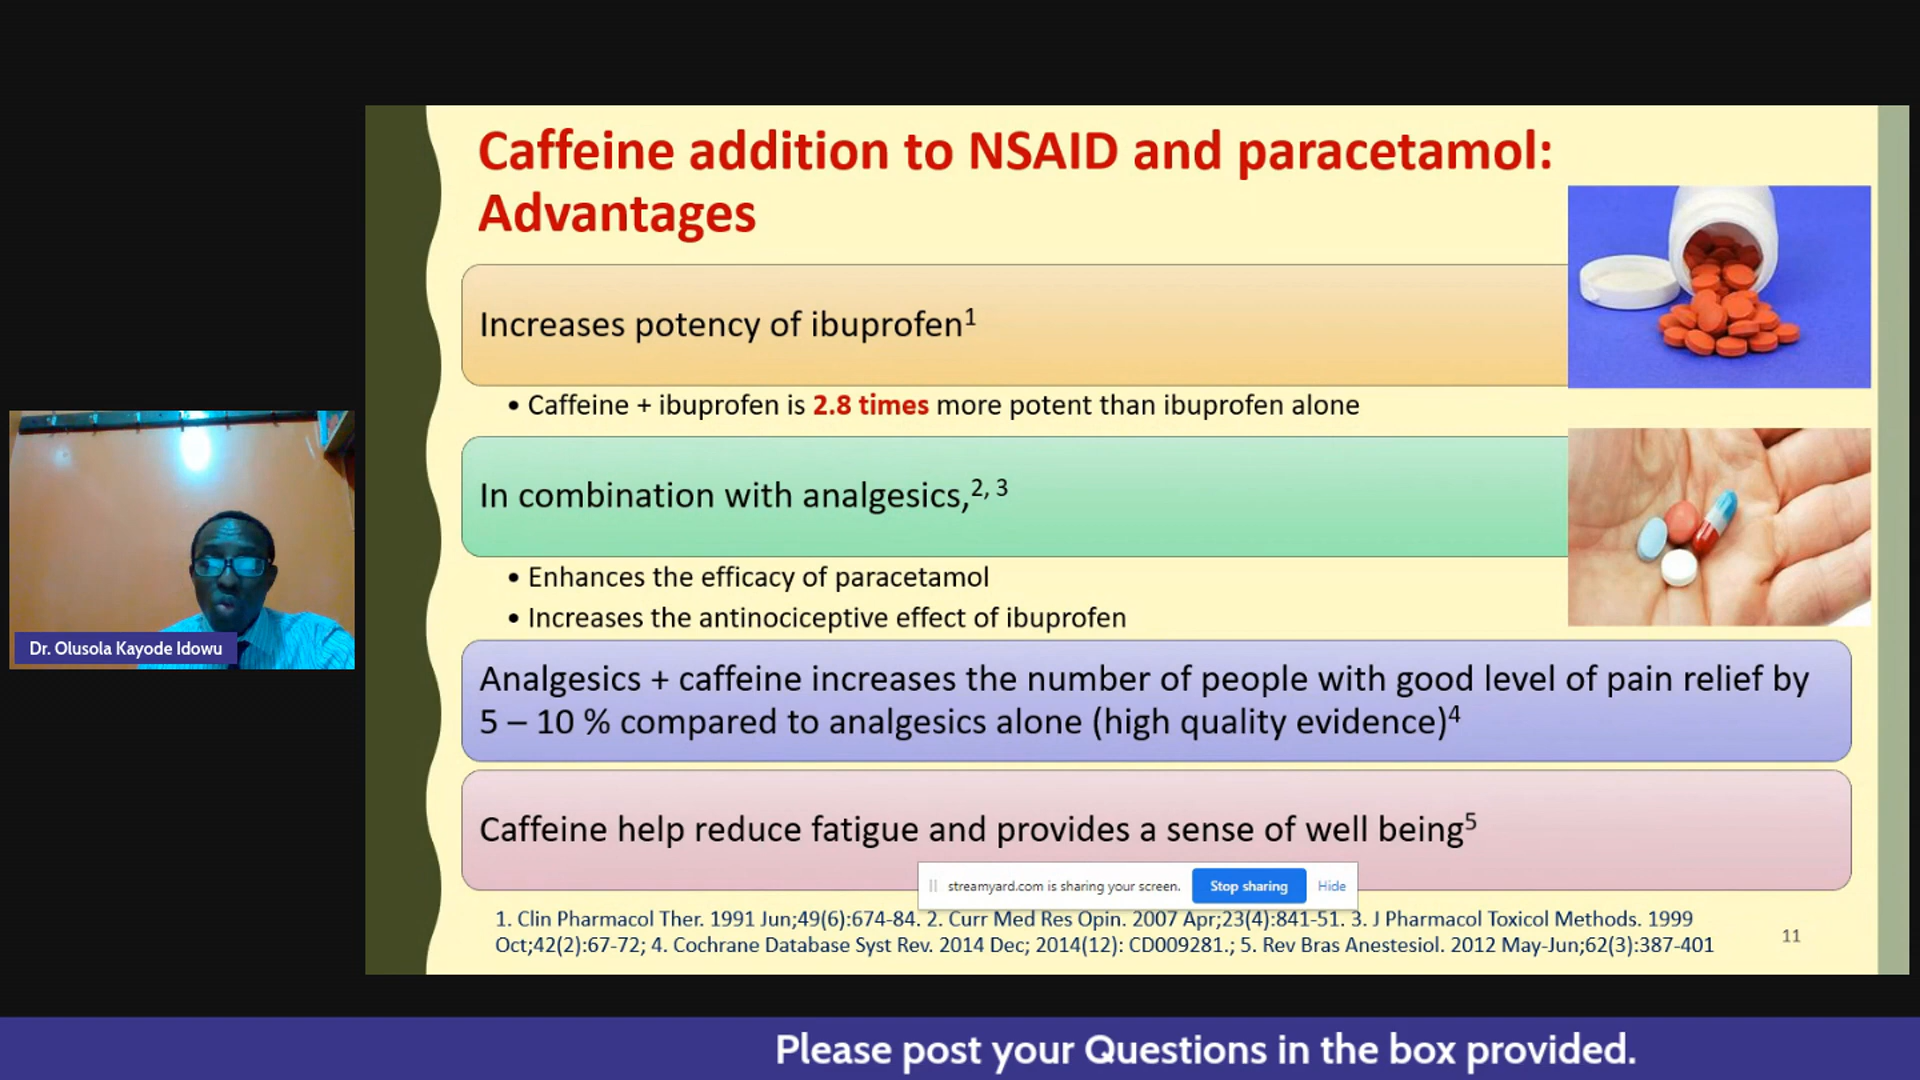 Caffeine addition to NSAID and paracetamol:
Advantages
Increases potency of ibuprofen1
• Caffeine + ibuprofen is 2.8 times more potent than ibuprofen alone
In combination with analgesics,2, 3
• Enhances the efficacy of paracetamol
• Increases the antinociceptive effect of ibuprofen
Analgesics + caffeine increases the number of people with good level of pain relief by
5 – 10 % compared to analgesics alone (high quality evidence)4
Caffeine help reduce fatigue and provides a sense of well being5
streamyard.com is sharing your screen.
Stop sharing
Hide
1. Clin Pharmacol Ther. 1991 Jun;49(6):674-84. 2. Curr Med Res Opin. 2007 Apr;23(4):841-51. 3. J Pharmacol Toxicol Methods. 1999
Oct;42(2):67-72; 4. Cochrane Database Syst Rev. 2014 Dec; 2014(12): CD009281.; 5. Rev Bras Anestesiol. 2012 May-Jun;62(3):387-401
11
Dr. Olusola Kayode Idowu
Please post your Questions in the box provided.